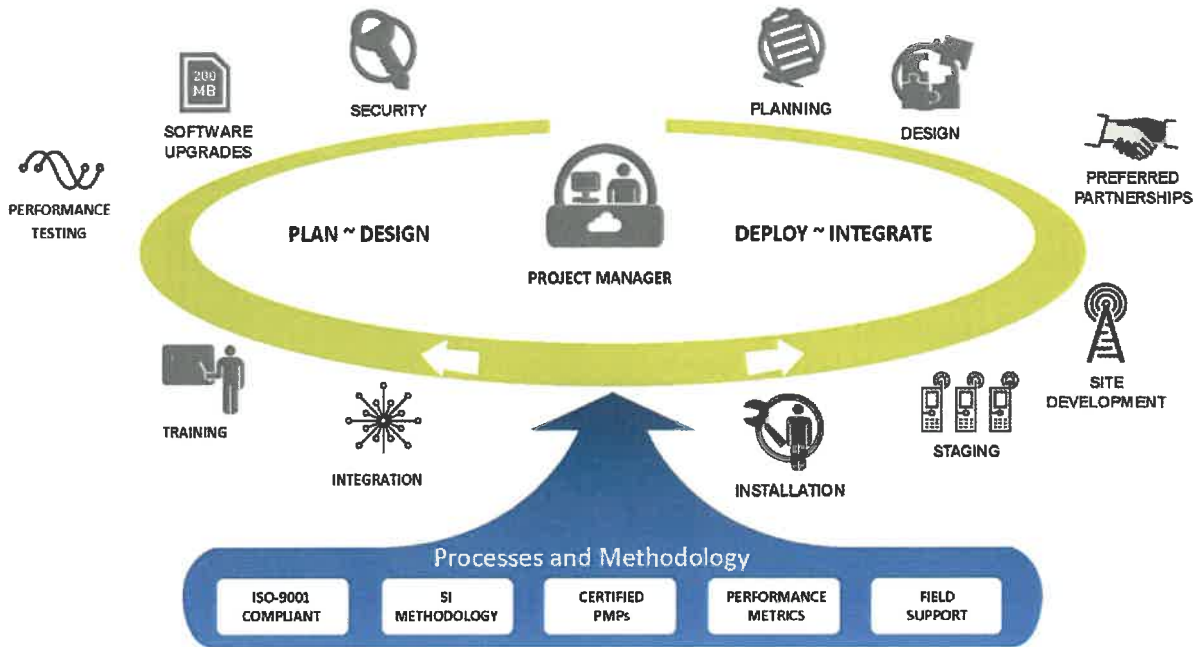 200
MB
SOFTWARE
UPGRADES
SECURITY
PLANNING
DESIGN
PREFERRED
PARTNERSHIPS
PERFORMANCE
TESTING
PLAN ~ DESIGN
DEPLOY ~ INTEGRATE
PROJECT MANAGER
SITE
DEVELOPMENT
TRAINING
INTEGRATION
INSTALLATION
STAGING
Processes and Methodology
ISO-9001
COMPLIANT
SI
METHODOLOGY
CERTIFIED
PMPs
PERFORMANCE
METRICS
FIELD
SUPPORT